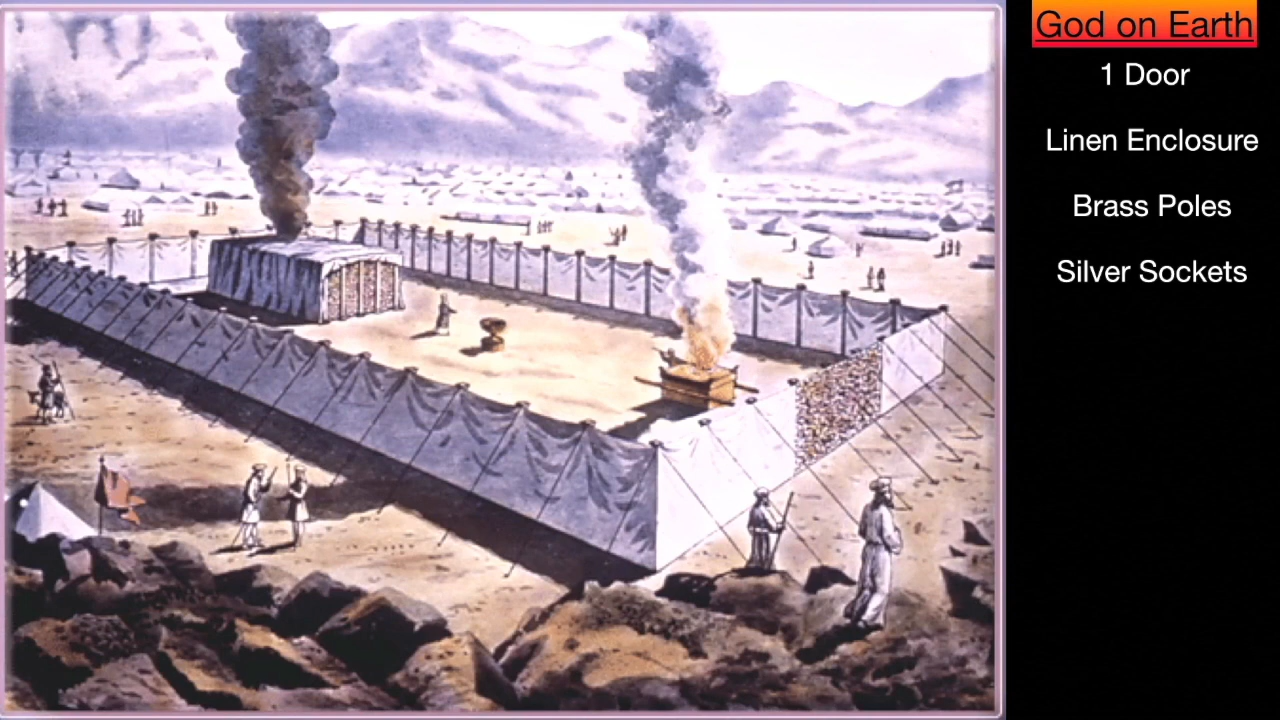 God on Earth
1 Door
Linen Enclosure
Brass Poles
Silver Sockets